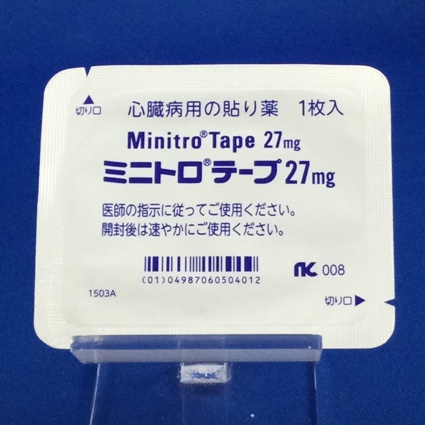 切り口
心臓病用の貼り薬 1枚入
Minitro®Tape 27mg
ミニトロ®テープ27mg
医師の指示に従ってご使用ください。
開封後は速やかにご使用ください。
(01)04987060504012
nk 008
1503A
切り口